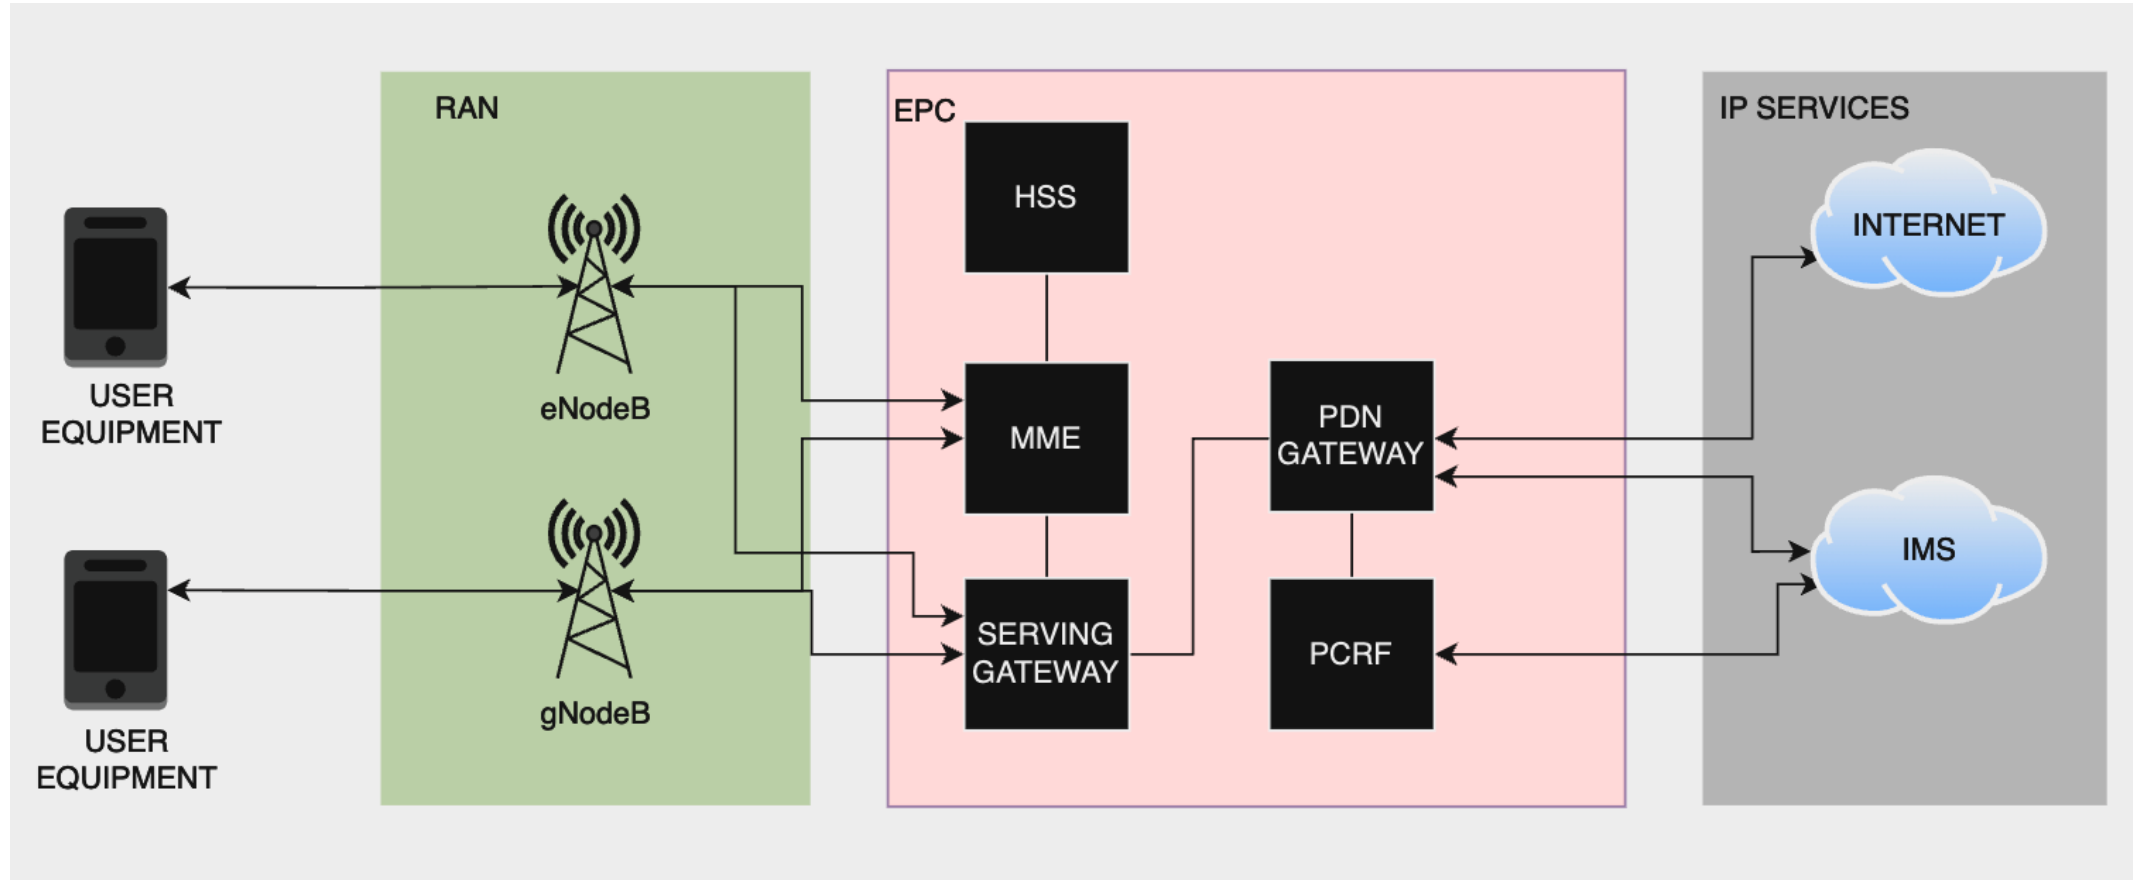 RAN
EPC
IP SERVICES
HSS
INTERNET
USER
EQUIPMENT
eNodeB
MME
PDN
GATEWAY
IMS
SERVING
GATEWAY
PCRF
gNodeB
USER
EQUIPMENT